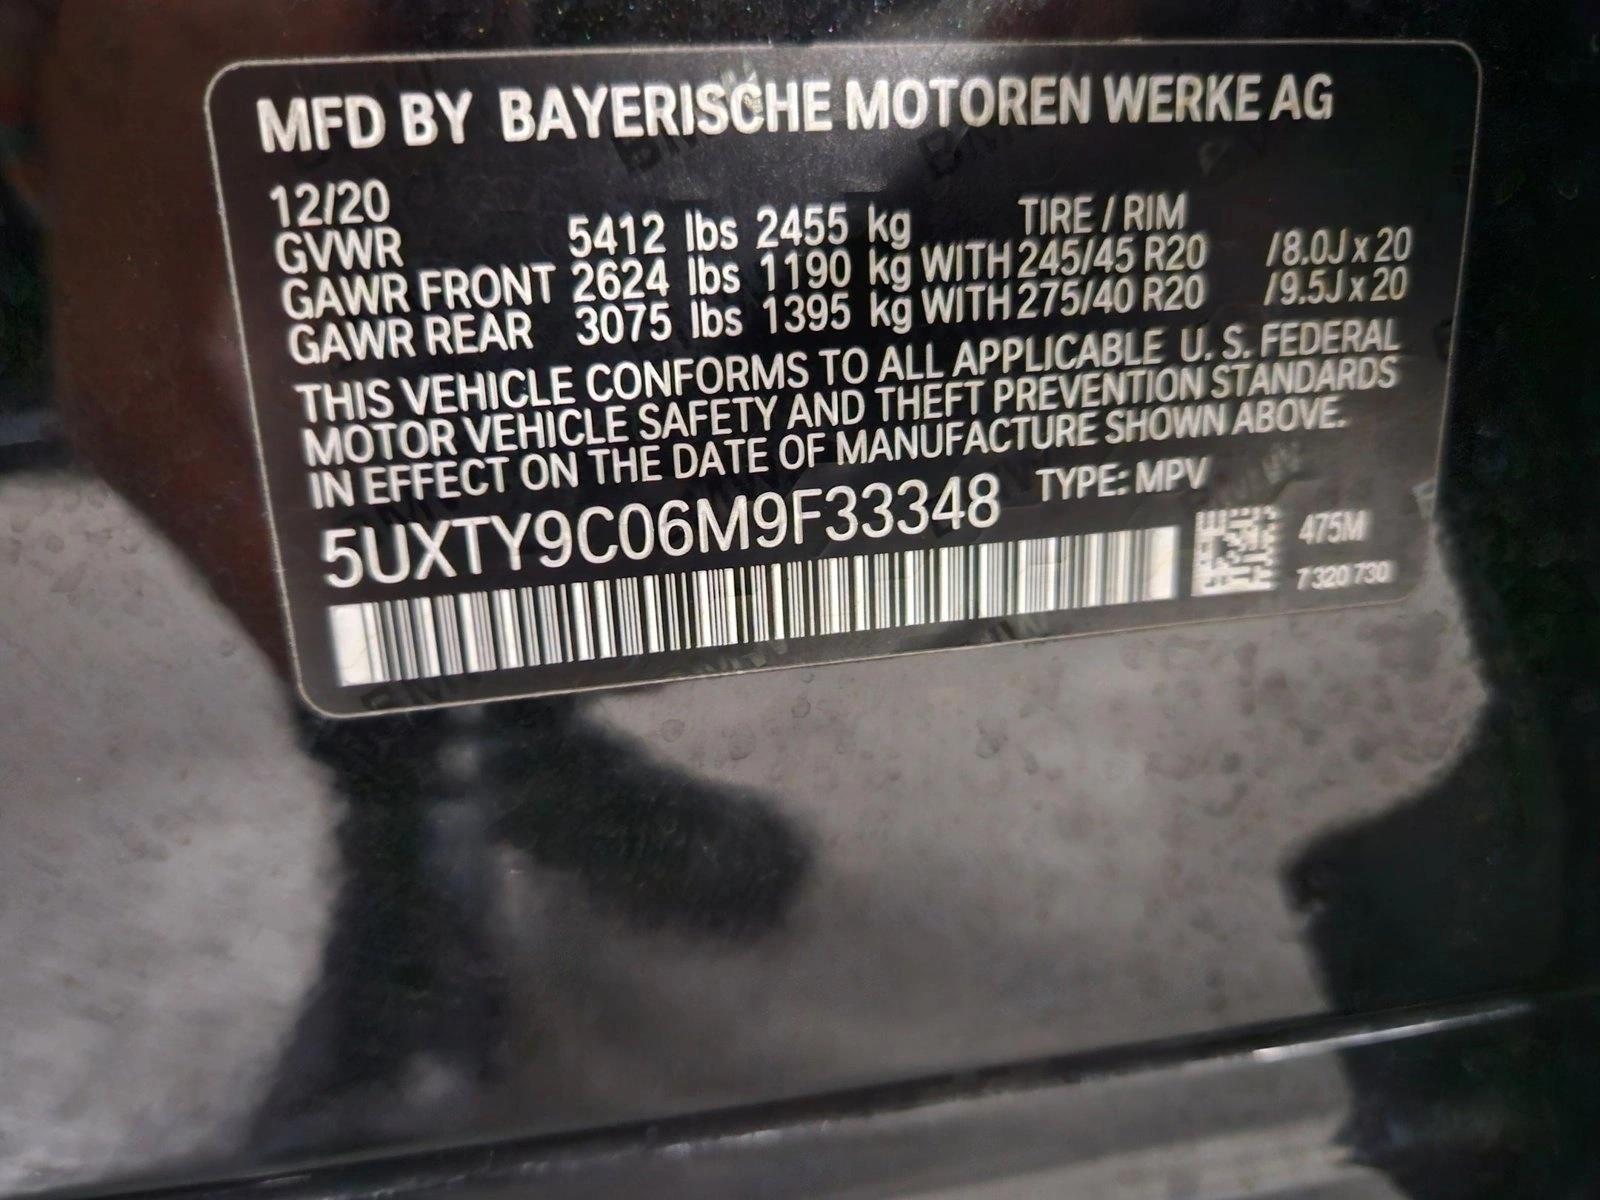 MFD BY BAYERISCHE MOTOREN WERKE AG
12/20
GVWR 5412 lbs 2455 kg TIRE / RIM
GAWR FRONT 2624 lbs 1190 kg WITH 245/45 R20 /8.0J x 20
GAWR REAR 3075 lbs 1395 kg WITH 275/40 R20 /9.5J x 20
THIS VEHICLE CONFORMS TO ALL APPLICABLE U. S. FEDERAL
MOTOR VEHICLE SAFETY AND THEFT PREVENTION STANDARDS
IN EFFECT ON THE DATE OF MANUFACTURE SHOWN ABOVE.
5UXTY9C06M9F33348 TYPE: MPV
475M
7 320 730